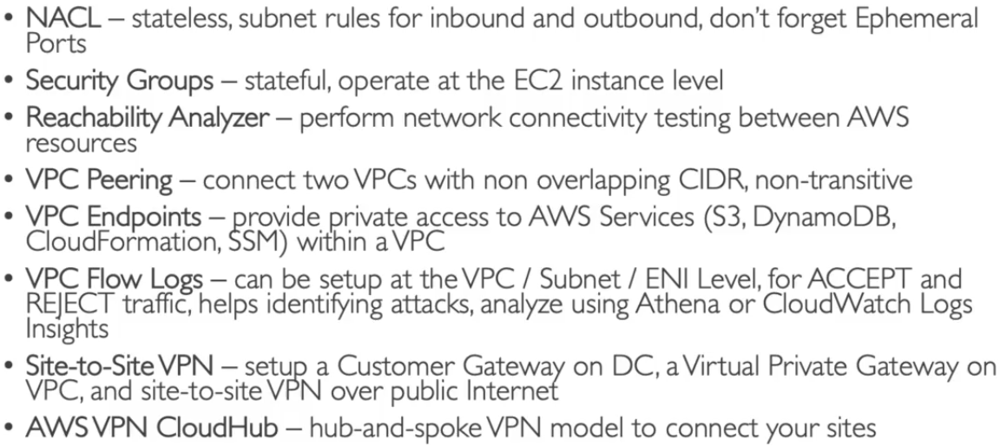 • NACL – stateless, subnet rules for inbound and outbound, don't forget Ephemeral
Ports
• Security Groups – stateful, operate at the EC2 instance level
• Reachability Analyzer – perform network connectivity testing between AWS
resources
• VPC Peering – connect two VPCs with non overlapping CIDR, non-transitive
• VPC Endpoints – provide private access to AWS Services (S3, DynamoDB,
CloudFormation, SSM) within a VPC
• VPC Flow Logs – can be setup at the VPC / Subnet / ENI Level, for ACCEPT and
REJECT traffic, helps identifying attacks, analyze using Athena or CloudWatch Logs
Insights
• Site-to-Site VPN – setup a Customer Gateway on DC, a Virtual Private Gateway on
VPC, and site-to-site VPN over public Internet
• AWS VPN CloudHub – hub-and-spoke VPN model to connect your sites